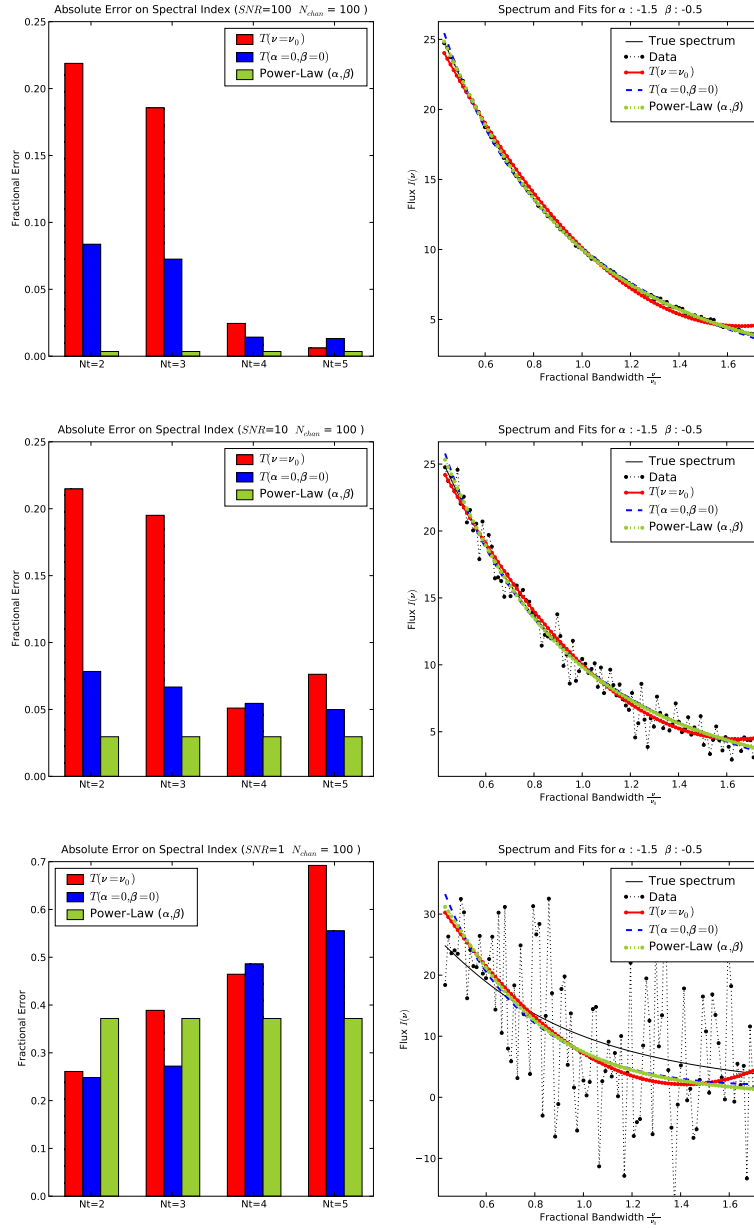 Absolute Error on Spectral Index (SNR=100 N_chan = 100 )
0.25
0.20
0.15
0.10
0.05
0.00
Fractional Error
T(ν=ν₀)
T(α=0,β=0)
Power-Law (α,β)
Nt=2 Nt=3 Nt=4 Nt=5
Spectrum and Fits for α : -1.5 β : -0.5
25
20
15
10
5
Flux I(ν)
True spectrum
Data
T(ν=ν₀)
T(α=0,β=0)
Power-Law (α,β)
0.6 0.8 1.0 1.2 1.4 1.6
Fractional Bandwidth ν/ν₀
Absolute Error on Spectral Index (SNR=10 N_chan = 100 )
0.25
0.20
0.15
0.10
0.05
0.00
Fractional Error
T(ν=ν₀)
T(α=0,β=0)
Power-Law (α,β)
Nt=2 Nt=3 Nt=4 Nt=5
Spectrum and Fits for α : -1.5 β : -0.5
25
20
15
10
5
Flux I(ν)
True spectrum
Data
T(ν=ν₀)
T(α=0,β=0)
Power-Law (α,β)
0.6 0.8 1.0 1.2 1.4 1.6
Fractional Bandwidth ν/ν₀
Absolute Error on Spectral Index (SNR=1 N_chan = 100 )
0.7
0.6
0.5
0.4
0.3
0.2
0.1
0.0
Fractional Error
T(ν=ν₀)
T(α=0,β=0)
Power-Law (α,β)
Nt=2 Nt=3 Nt=4 Nt=5
Spectrum and Fits for α : -1.5 β : -0.5
30
20
10
0
−10
Flux I(ν)
True spectrum
Data
T(ν=ν₀)
T(α=0,β=0)
Power-Law (α,β)
0.6 0.8 1.0 1.2 1.4 1.6
Fractional Bandwidth ν/ν₀